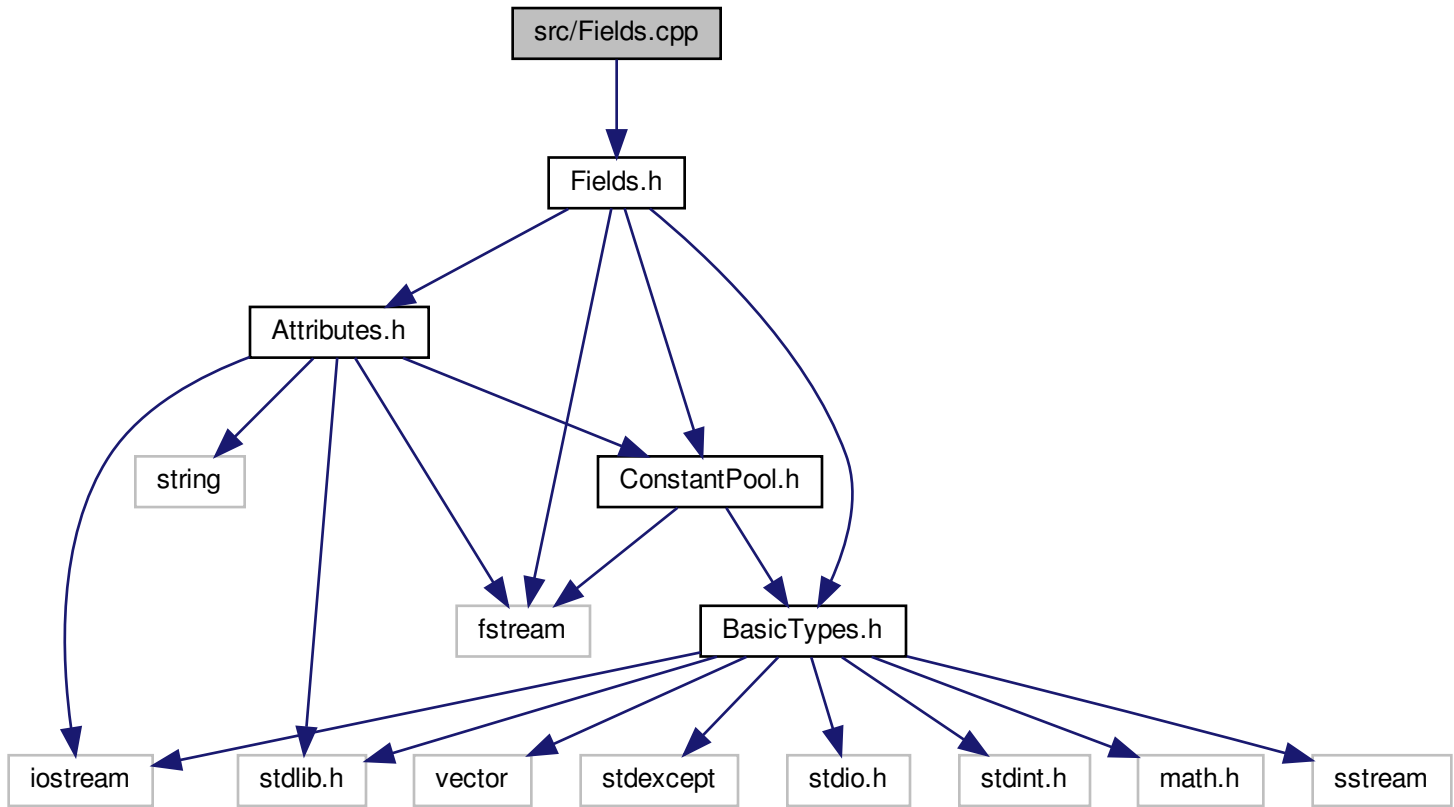 src/Fields.cpp
Fields.h
Attributes.h
string
ConstantPool.h
fstream
BasicTypes.h
iostream
stdlib.h
vector
stdexcept
stdio.h
stdint.h
math.h
sstream